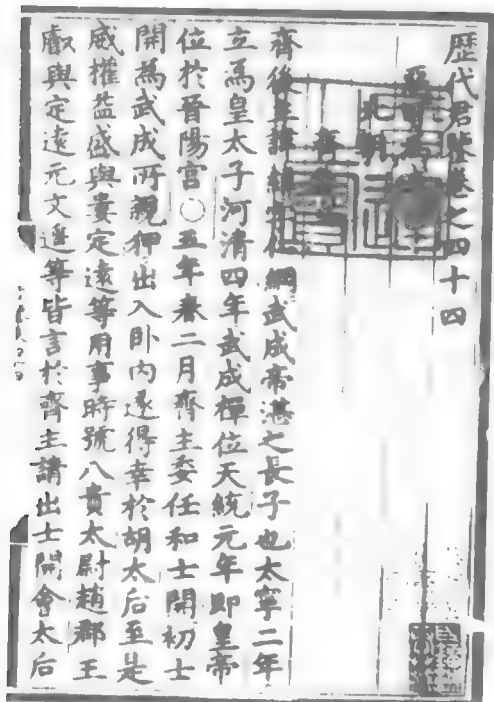 歷代君鑒卷之四十四
惡可為
北朝
齊後主諱緯字仁綱武成帝湛之長子也太寧二年
立為皇太子河清四年武成禪位天統元年即皇帝
位於晉陽宮○五年春二月齊主委任和士開初士
開為武成所親狎出入卧內遂得幸於胡太后至是
威權益盛與婁定遠等用事時號八貴太尉趙郡王
叡與定遠元文遙等皆言於齊主請出士開會太后